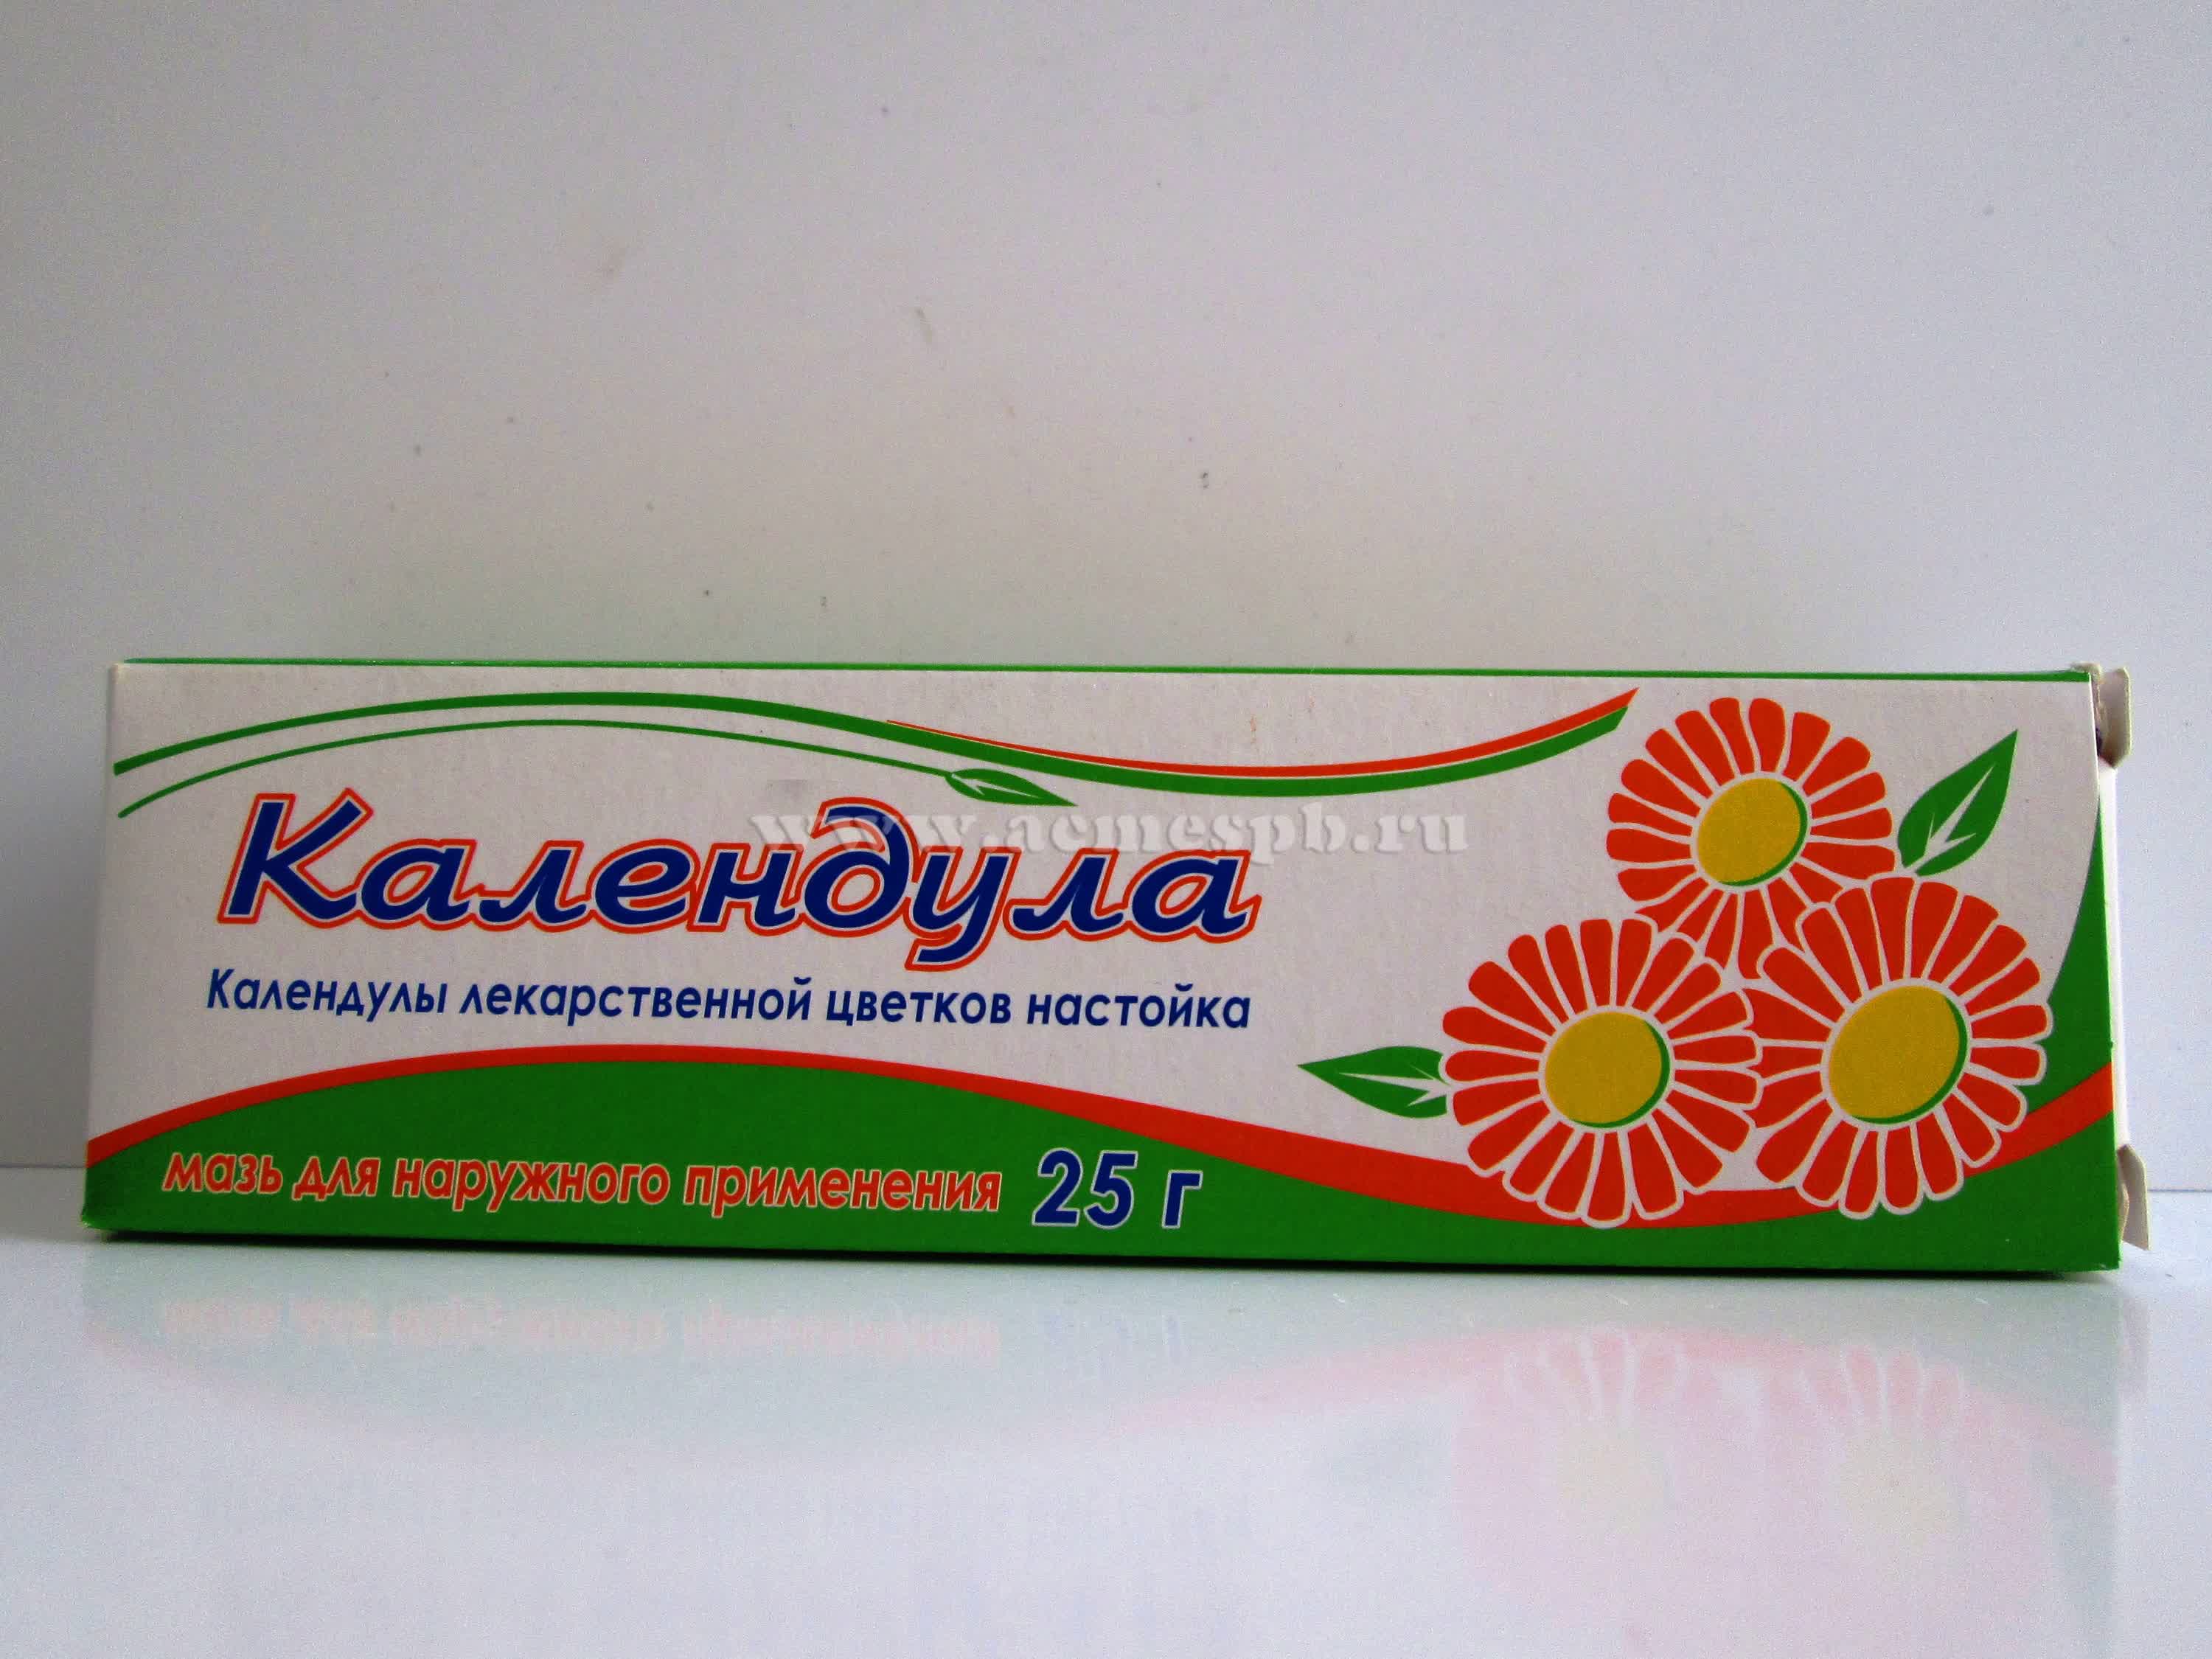 www.acmespb.ru
Календула
Календулы лекарственной цветков настойка
мазь для наружного применения 25 г